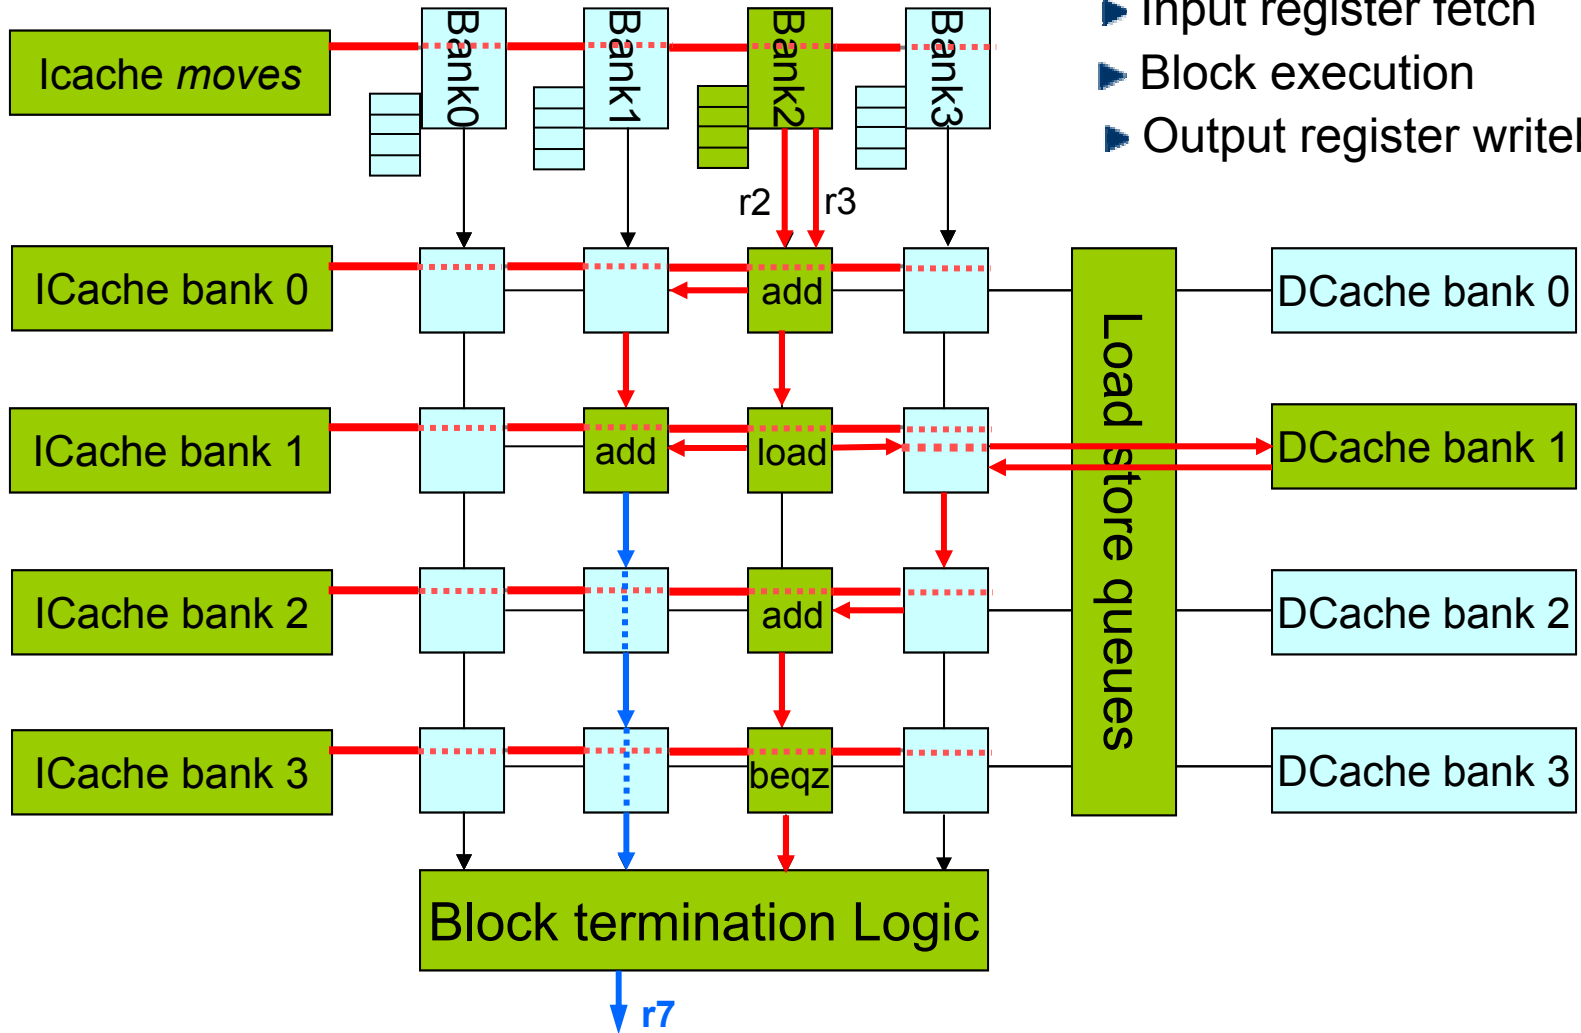 Input register fetch
Block execution
Output register
Icache moves
Bank0
Bank1
Bank2
Bank3
r2
r3
ICache bank 0
add
DCache bank 0
Load store queues
ICache bank 1
add
load
DCache bank 1
ICache bank 2
add
DCache bank 2
ICache bank 3
beqz
DCache bank 3
Block termination Logic
r7